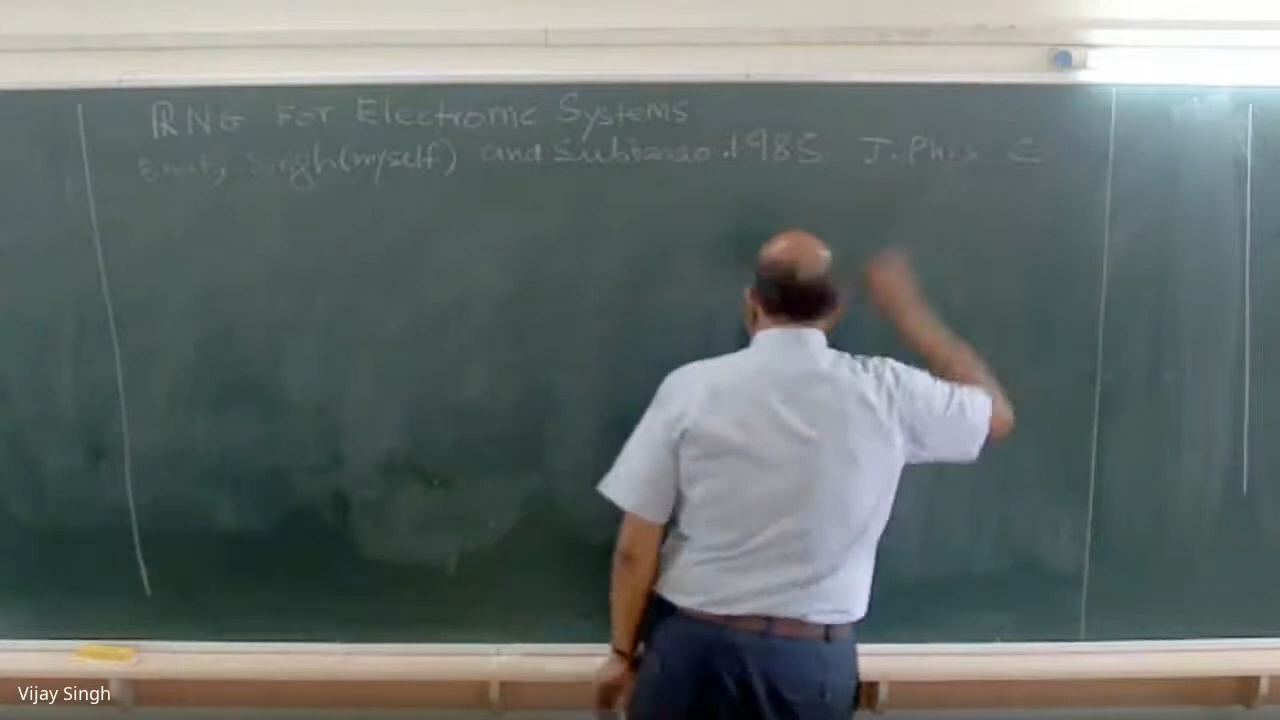 RNG FOR Electronic Systems
Singh(myself) and Subbarao 1985 J. Phys C
Vijay Singh